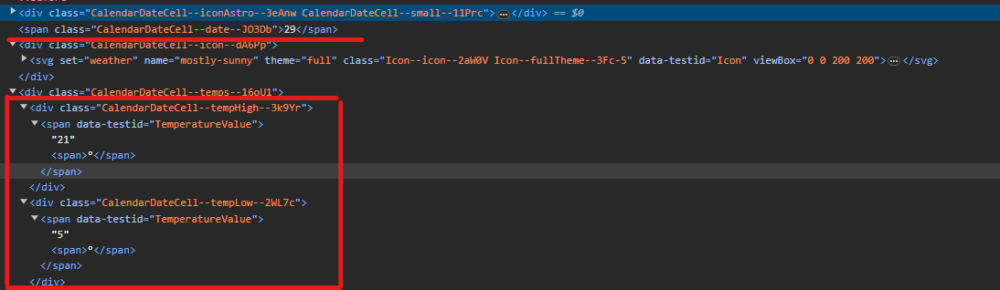 <div class="CalendarDateCell--iconAstro--3eAnw CalendarDateCell--small--11Prc">…</div> == $0
<span class="CalendarDateCell--date--JO3Db">29</span>
<div class="CalendarDateCell--icon--dA6Pp">
<svg set="weather" name="mostly-sunny" theme="full" class="Icon--icon--2aW0V Icon--fullTheme--3Fc-5" data-testid="Icon" viewBox="0 0 200 200">…</svg>
</div>
<div class="CalendarDateCell--temps--16oU1">
<div class="CalendarDateCell--tempHigh--3k9Yr">
<span data-testid="TemperatureValue">
"21"
<span>°</span>
</span>
</div>
<div class="CalendarDateCell--tempLow--2WL7c">
<span data-testid="TemperatureValue">
"5"
<span>°</span>
</span>
</div>